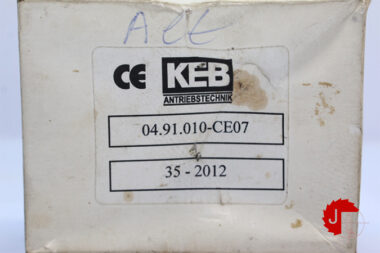 CE KEB
ANTRIEBSTECHNIK
04.91.010-CE07
35 - 2012
J